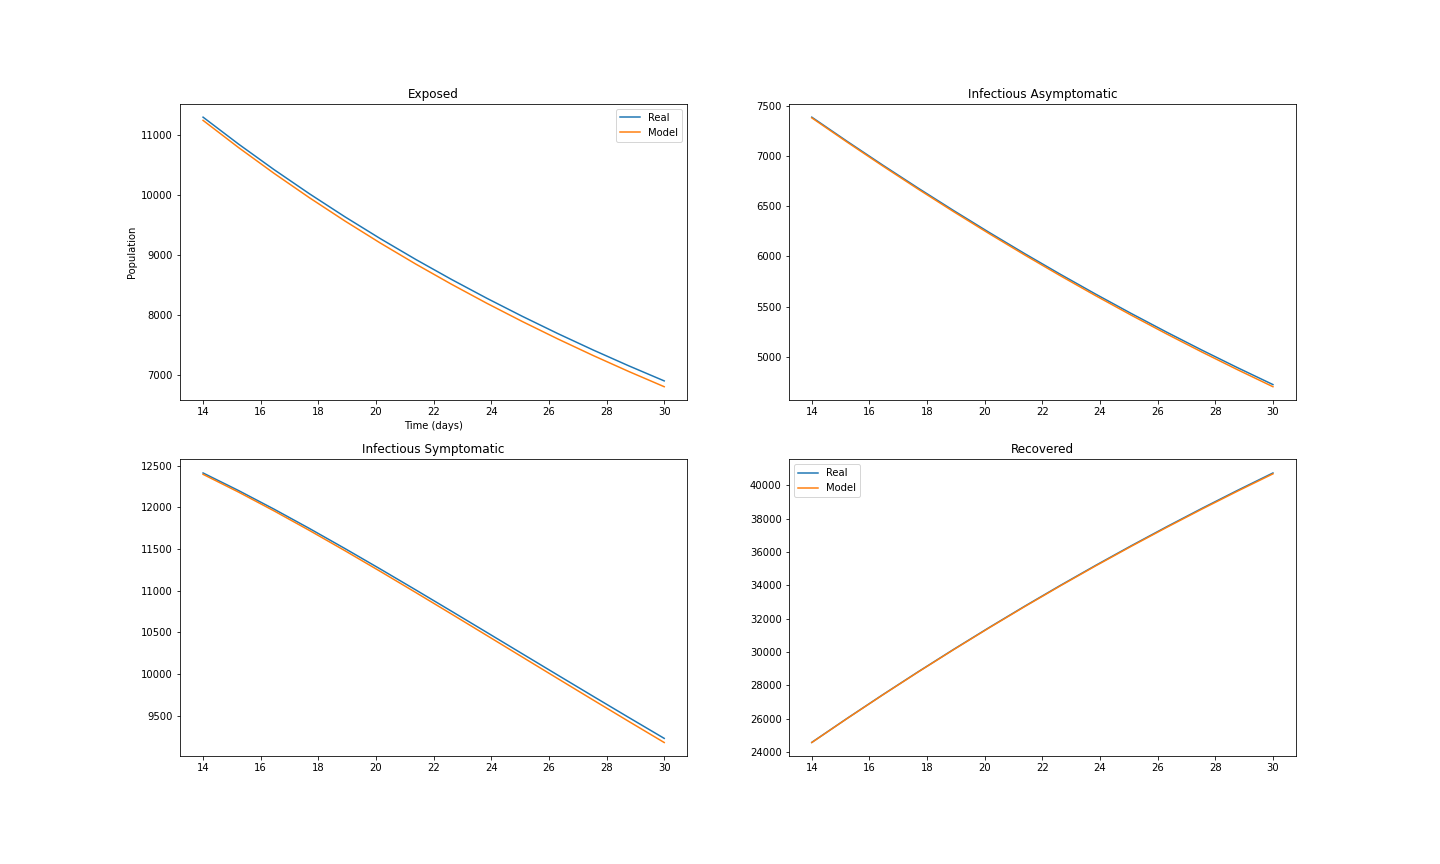 Exposed
11000
10000
9000
8000
7000
Population
14 16 18 20 22 24 26 28 30
Time (days)
Real
Model
Infectious Asymptomatic
7500
7000
6500
6000
5500
5000
14 16 18 20 22 24 26 28 30
Infectious Symptomatic
12500
12000
11500
11000
10500
10000
9500
14 16 18 20 22 24 26 28 30
Recovered
Real
Model
40000
38000
36000
34000
32000
30000
28000
26000
24000
14 16 18 20 22 24 26 28 30